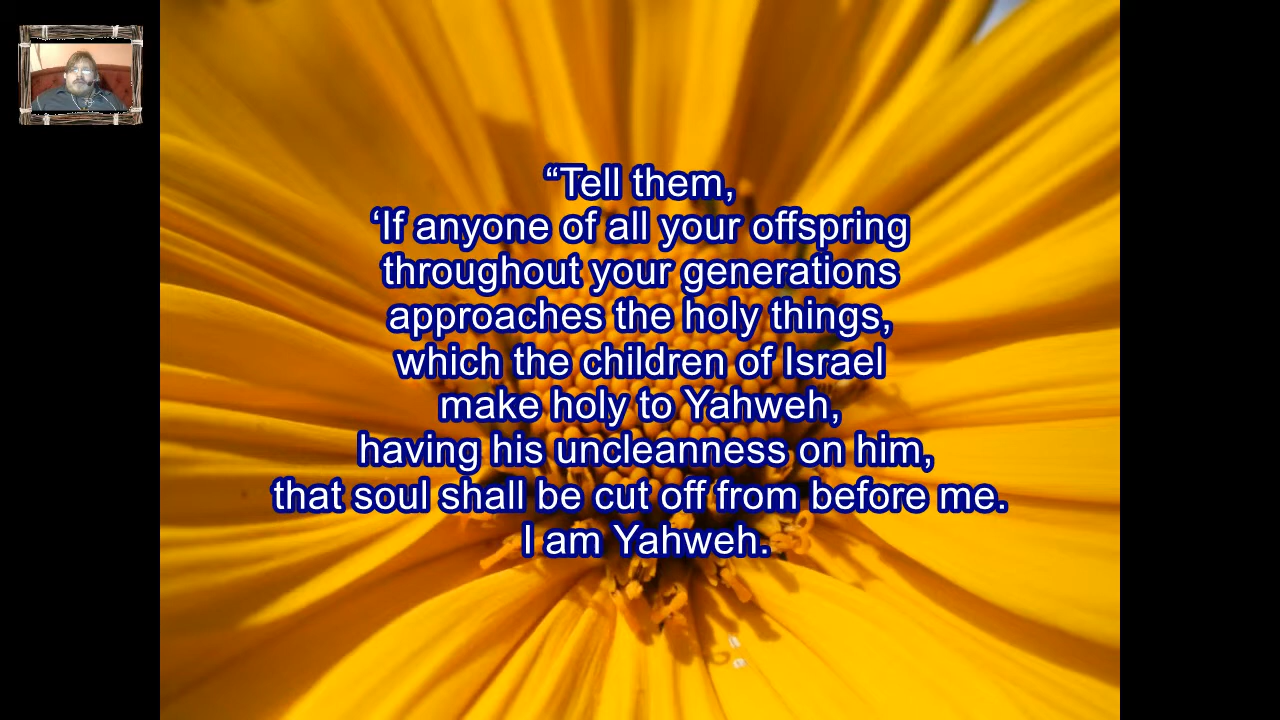 “Tell them,
‘If anyone of all your offspring
throughout your generations
approaches the holy things,
which the children of Israel
make holy to Yahweh,
having his uncleanness on him,
that soul shall be cut off from before me.
I am Yahweh.